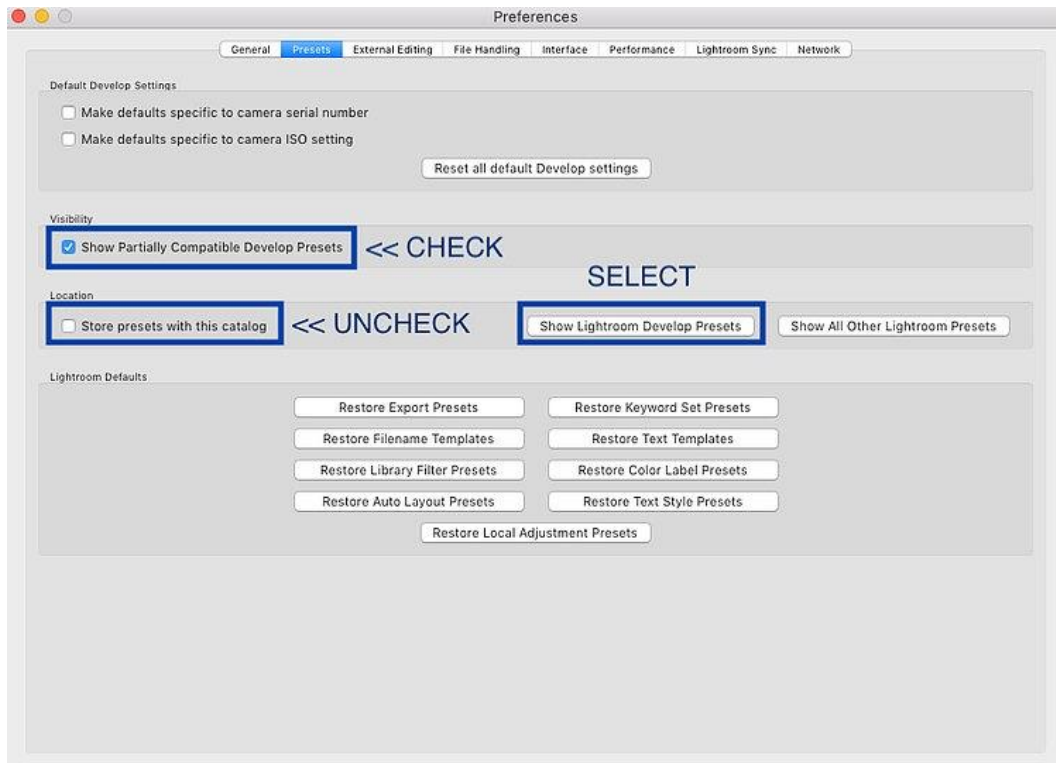 Preferences
General Presets External Editing File Handling Interface Performance Lightroom Sync Network
Default Develop Settings
Make defaults specific to camera serial number
Make defaults specific to camera ISO setting
Reset all default Develop settings
Visibility
Show Partially Compatible Develop Presets << CHECK
SELECT
Location
Store presets with this catalog << UNCHECK Show Lightroom Develop Presets Show All Other Lightroom Presets
Lightroom Defaults
Restore Export Presets Restore Keyword Set Presets
Restore Filename Templates Restore Text Templates
Restore Library Filter Presets Restore Color Label Presets
Restore Auto Layout Presets Restore Text Style Presets
Restore Local Adjustment Presets